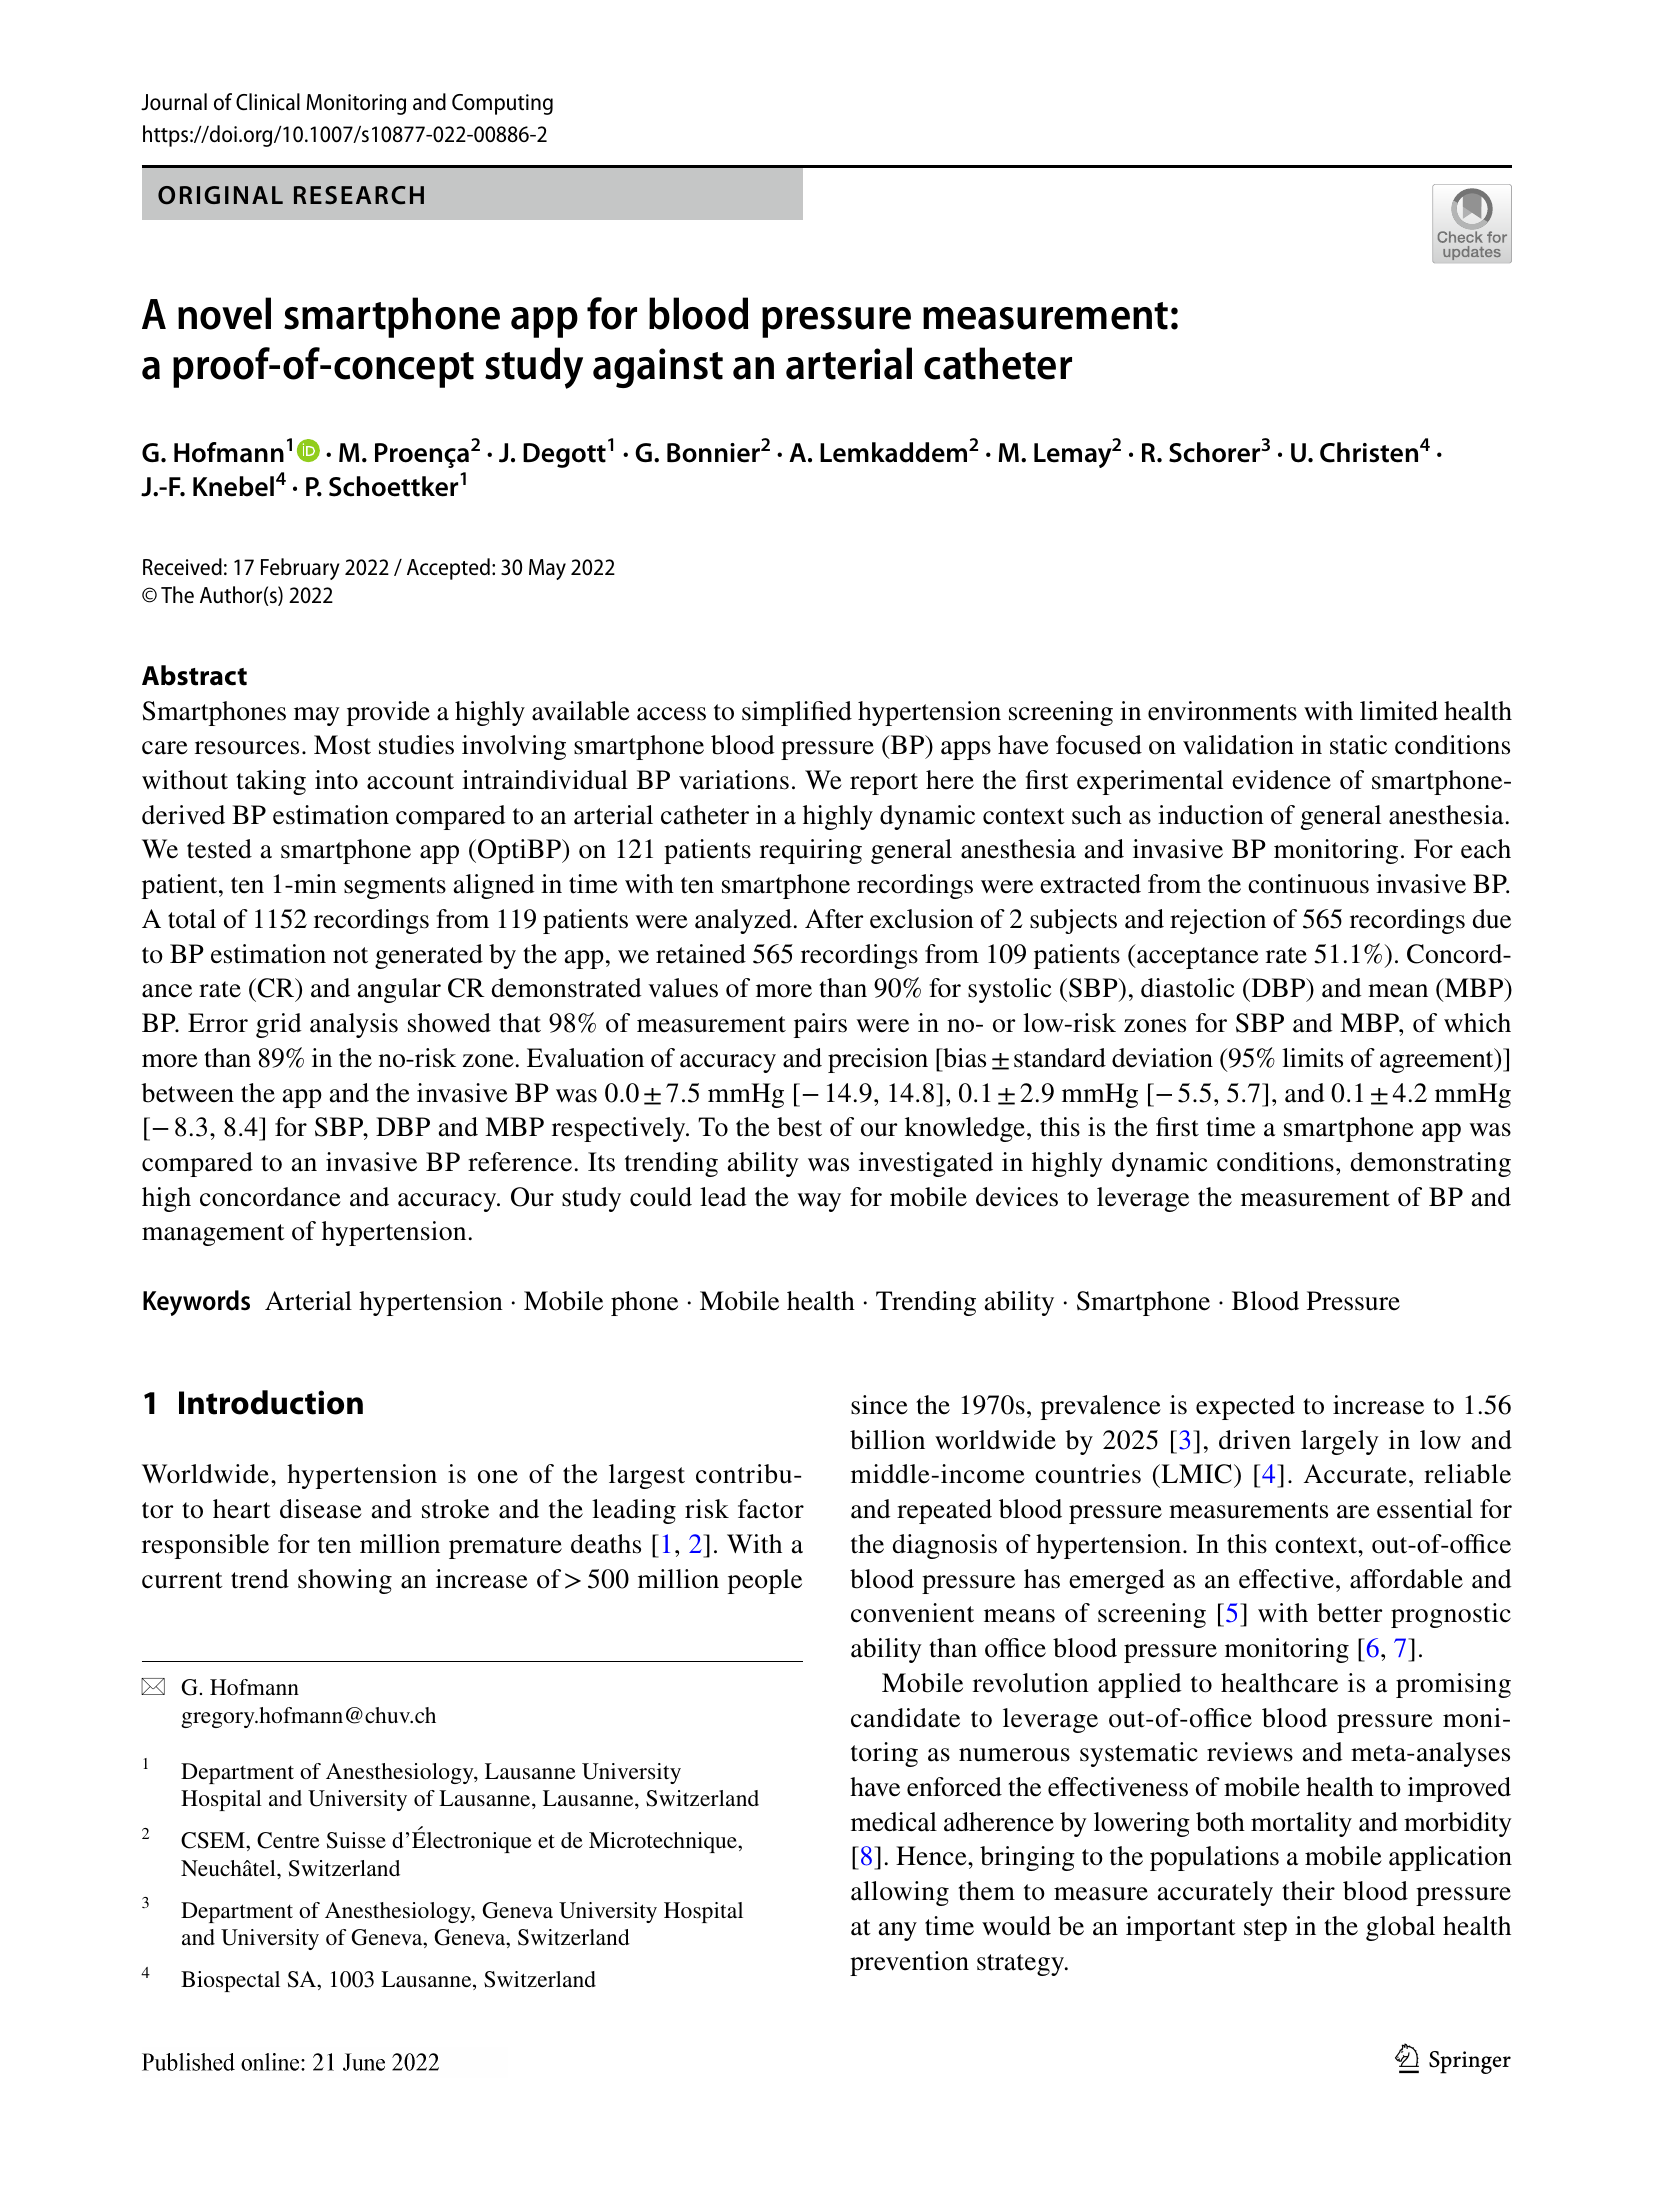 Journal of Clinical Monitoring and Computing
https://doi.org/10.1007/s10877-022-00886-2
ORIGINAL RESEARCH
Check for
updates
A novel smartphone app for blood pressure measurement:
a proof-of-concept study against an arterial catheter
G. Hofmann1 iD · M. Proença2 · J. Degott1 · G. Bonnier2 · A. Lemkaddem2 · M. Lemay2 · R. Schorer3 · U. Christen4 ·
J.-F. Knebel4 · P. Schoettker1
Received: 17 February 2022 / Accepted: 30 May 2022
© The Author(s) 2022
Abstract
Smartphones may provide a highly available access to simplified hypertension screening in environments with limited health
care resources. Most studies involving smartphone blood pressure (BP) apps have focused on validation in static conditions
without taking into account intraindividual BP variations. We report here the first experimental evidence of smartphone-
derived BP estimation compared to an arterial catheter in a highly dynamic context such as induction of general anesthesia.
We tested a smartphone app (OptiBP) on 121 patients requiring general anesthesia and invasive BP monitoring. For each
patient, ten 1-min segments aligned in time with ten smartphone recordings were extracted from the continuous invasive BP.
A total of 1152 recordings from 119 patients were analyzed. After exclusion of 2 subjects and rejection of 565 recordings due
to BP estimation not generated by the app, we retained 565 recordings from 109 patients (acceptance rate 51.1%). Concord-
ance rate (CR) and angular CR demonstrated values of more than 90% for systolic (SBP), diastolic (DBP) and mean (MBP)
BP. Error grid analysis showed that 98% of measurement pairs were in no- or low-risk zones for SBP and MBP, of which
more than 89% in the no-risk zone. Evaluation of accuracy and precision [bias ± standard deviation (95% limits of agreement)]
between the app and the invasive BP was 0.0 ± 7.5 mmHg [− 14.9, 14.8], 0.1 ± 2.9 mmHg [− 5.5, 5.7], and 0.1 ± 4.2 mmHg
[− 8.3, 8.4] for SBP, DBP and MBP respectively. To the best of our knowledge, this is the first time a smartphone app was
compared to an invasive BP reference. Its trending ability was investigated in highly dynamic conditions, demonstrating
high concordance and accuracy. Our study could lead the way for mobile devices to leverage the measurement of BP and
management of hypertension.
Keywords Arterial hypertension · Mobile phone · Mobile health · Trending ability · Smartphone · Blood Pressure
1 Introduction
Worldwide, hypertension is one of the largest contribu-
tor to heart disease and stroke and the leading risk factor
responsible for ten million premature deaths [1, 2]. With a
current trend showing an increase of > 500 million people
G. Hofmann
gregory.hofmann@chuv.ch
1 Department of Anesthesiology, Lausanne University
Hospital and University of Lausanne, Lausanne, Switzerland
2 CSEM, Centre Suisse d'Électronique et de Microtechnique,
Neuchâtel, Switzerland
3 Department of Anesthesiology, Geneva University Hospital
and University of Geneva, Geneva, Switzerland
4 Biospectal SA, 1003 Lausanne, Switzerland
since the 1970s, prevalence is expected to increase to 1.56
billion worldwide by 2025 [3], driven largely in low and
middle-income countries (LMIC) [4]. Accurate, reliable
and repeated blood pressure measurements are essential for
the diagnosis of hypertension. In this context, out-of-office
blood pressure has emerged as an effective, affordable and
convenient means of screening [5] with better prognostic
ability than office blood pressure monitoring [6, 7].
Mobile revolution applied to healthcare is a promising
candidate to leverage out-of-office blood pressure moni-
toring as numerous systematic reviews and meta-analyses
have enforced the effectiveness of mobile health to improved
medical adherence by lowering both mortality and morbidity
[8]. Hence, bringing to the populations a mobile application
allowing them to measure accurately their blood pressure
at any time would be an important step in the global health
prevention strategy.
Published online: 21 June 2022
Springer